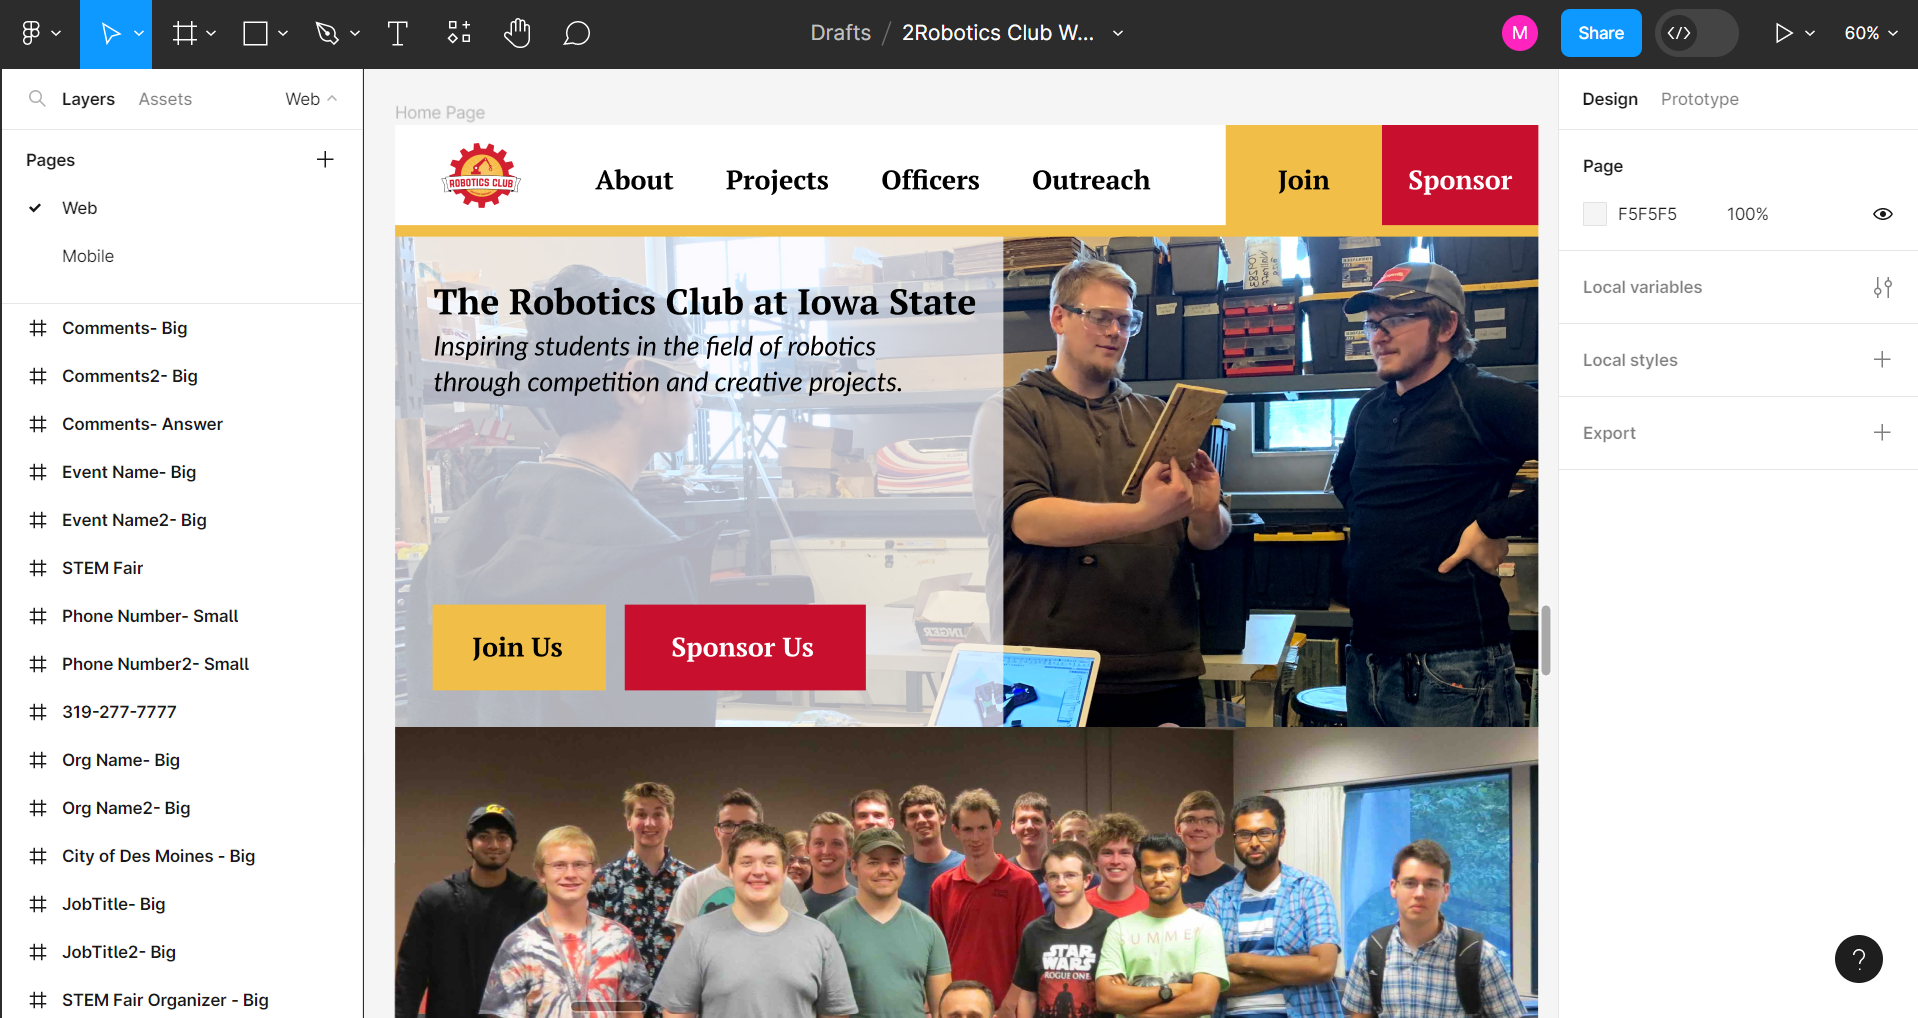 Drafts / 2Robotics Club W...
M
Share
60%
Layers Assets Web
Pages
Web
Mobile
Comments- Big
Comments2- Big
Comments- Answer
Event Name- Big
Event Name2- Big
STEM Fair
Phone Number- Small
Phone Number2- Small
319-277-7777
Org Name- Big
Org Name2- Big
City of Des Moines - Big
JobTitle- Big
JobTitle2- Big
STEM Fair Organizer - Big
Home Page
ROBOTICS CLUB
About Projects Officers Outreach Join Sponsor
The Robotics Club at Iowa State
Inspiring students in the field of robotics
through competition and creative projects.
Join Us Sponsor Us
SUMME
STAR
WARS
ROGUE ONE
Design Prototype
Page
F5F5F5 100%
Local variables
Local styles
Export
?